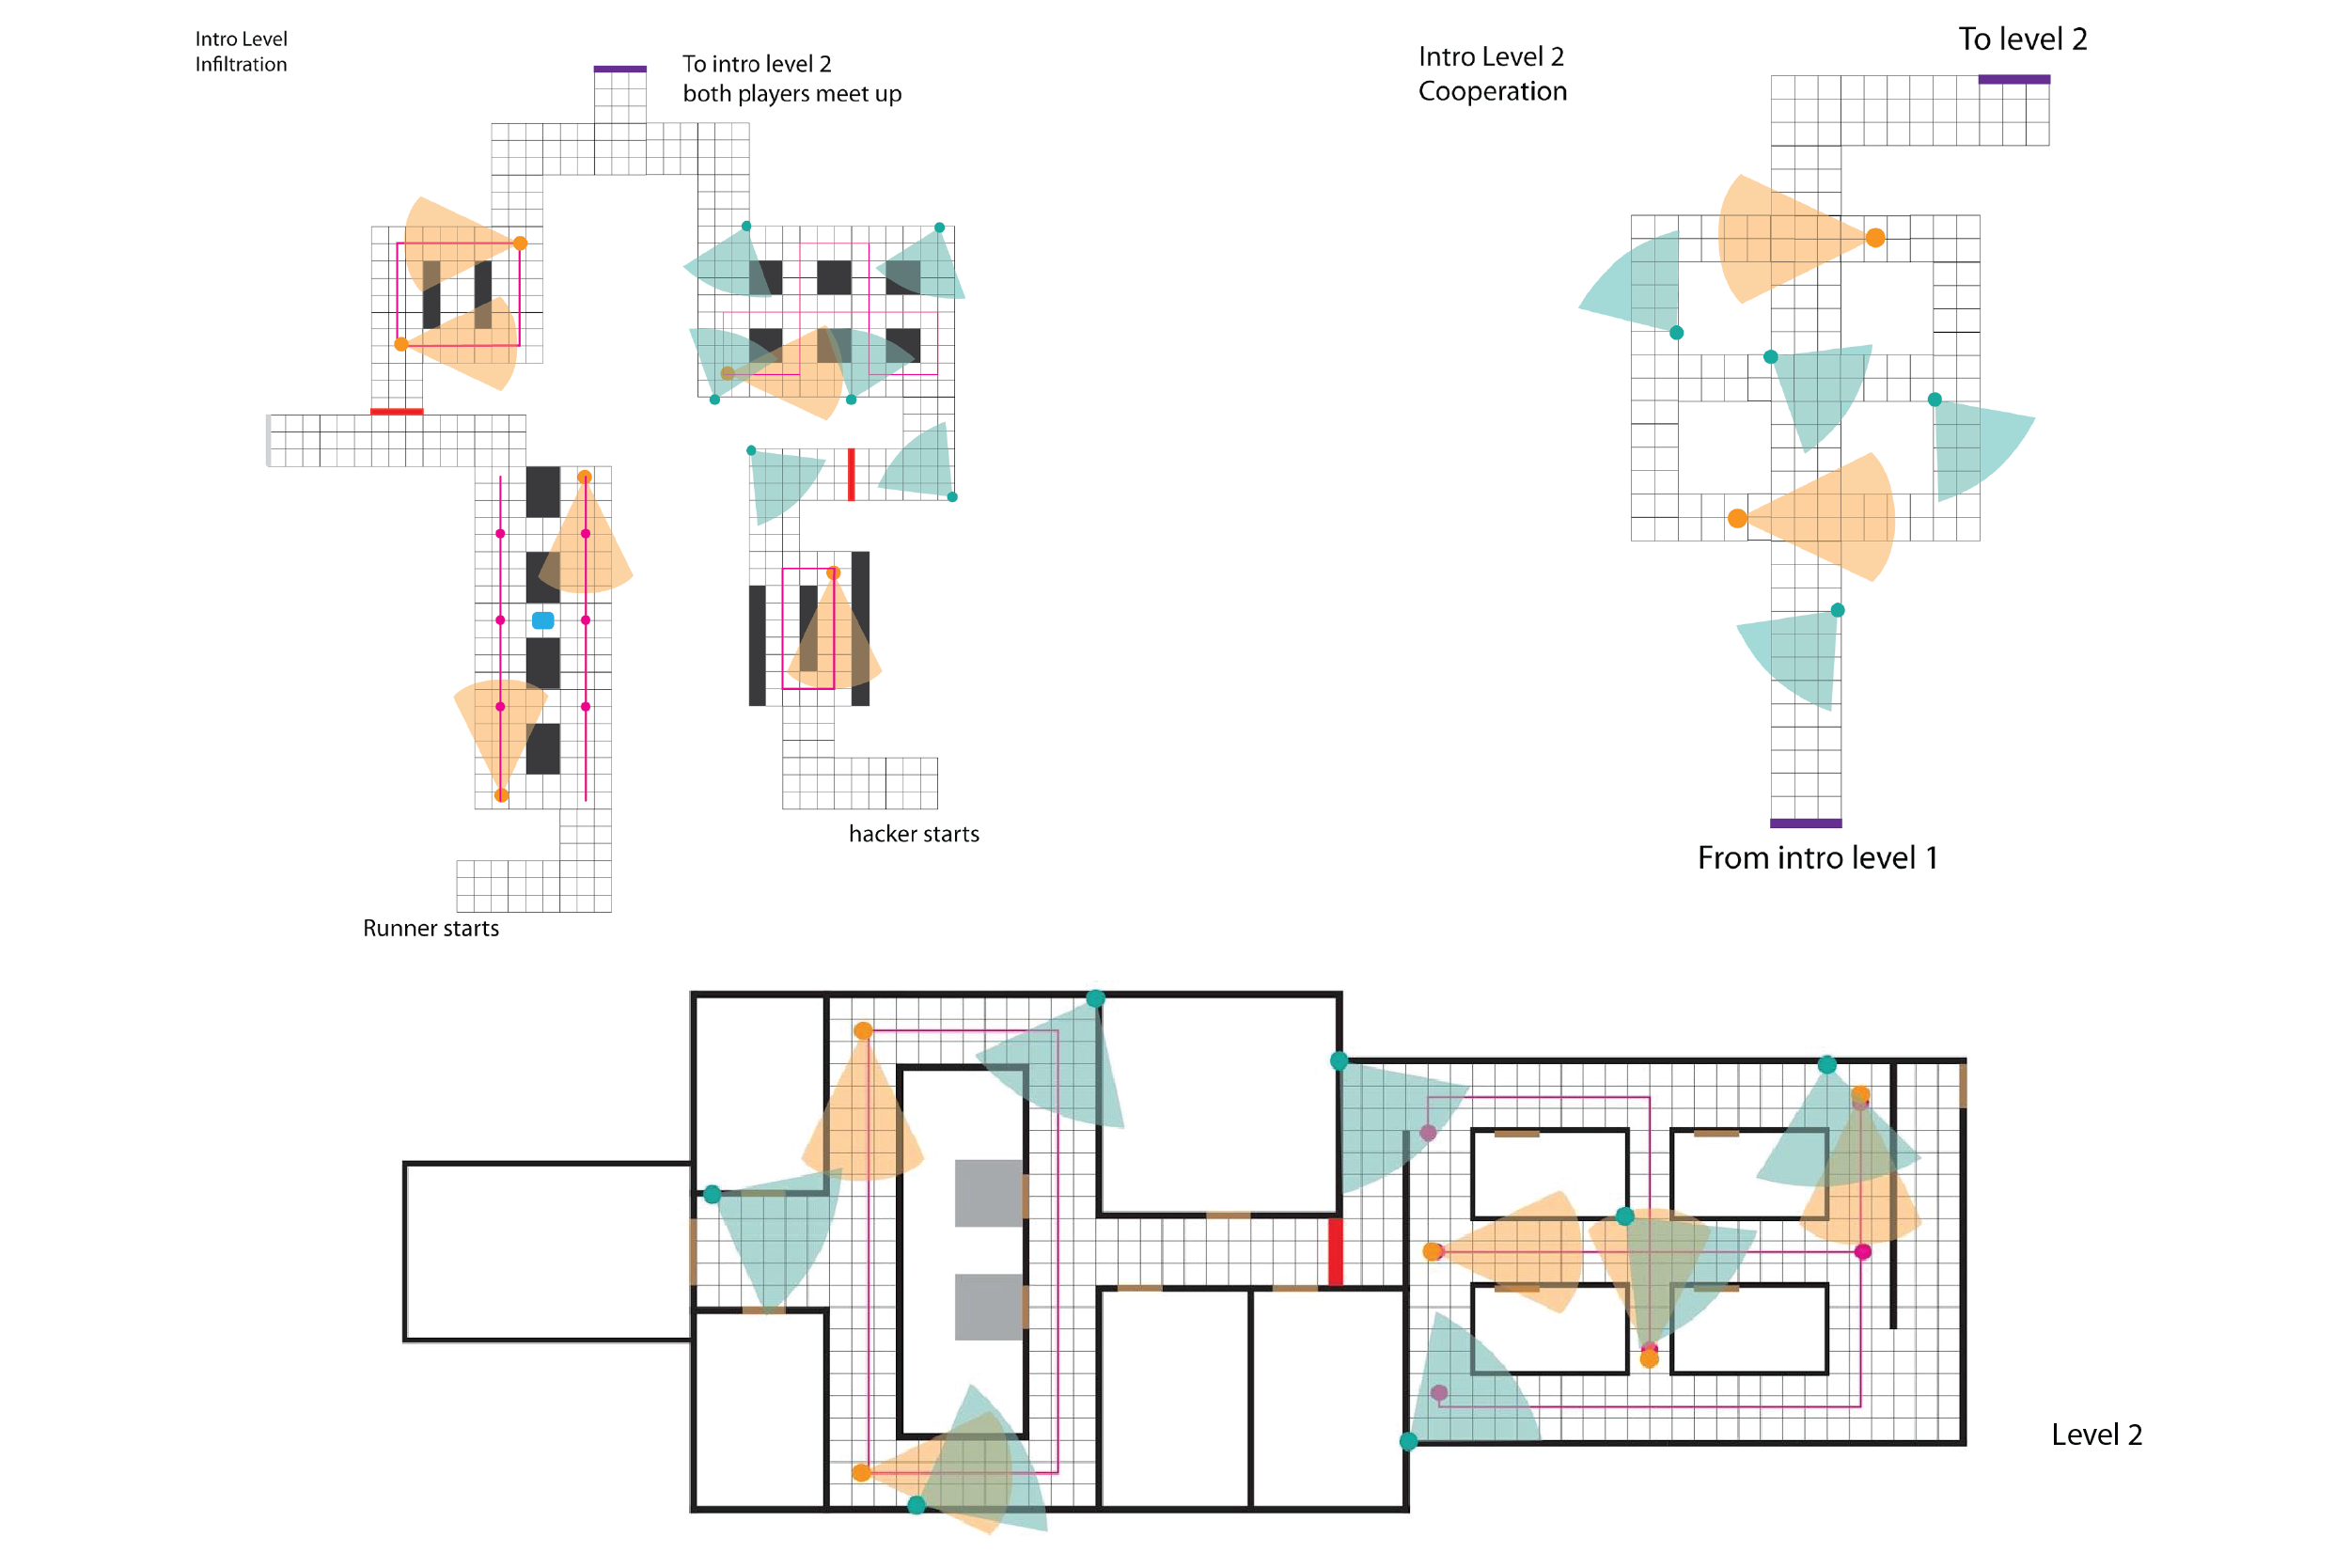 Intro Level
Infiltration
To intro level 2
both players meet up
hacker starts
Runner starts
Intro Level 2
Cooperation
To level 2
From intro level 1
Level 2